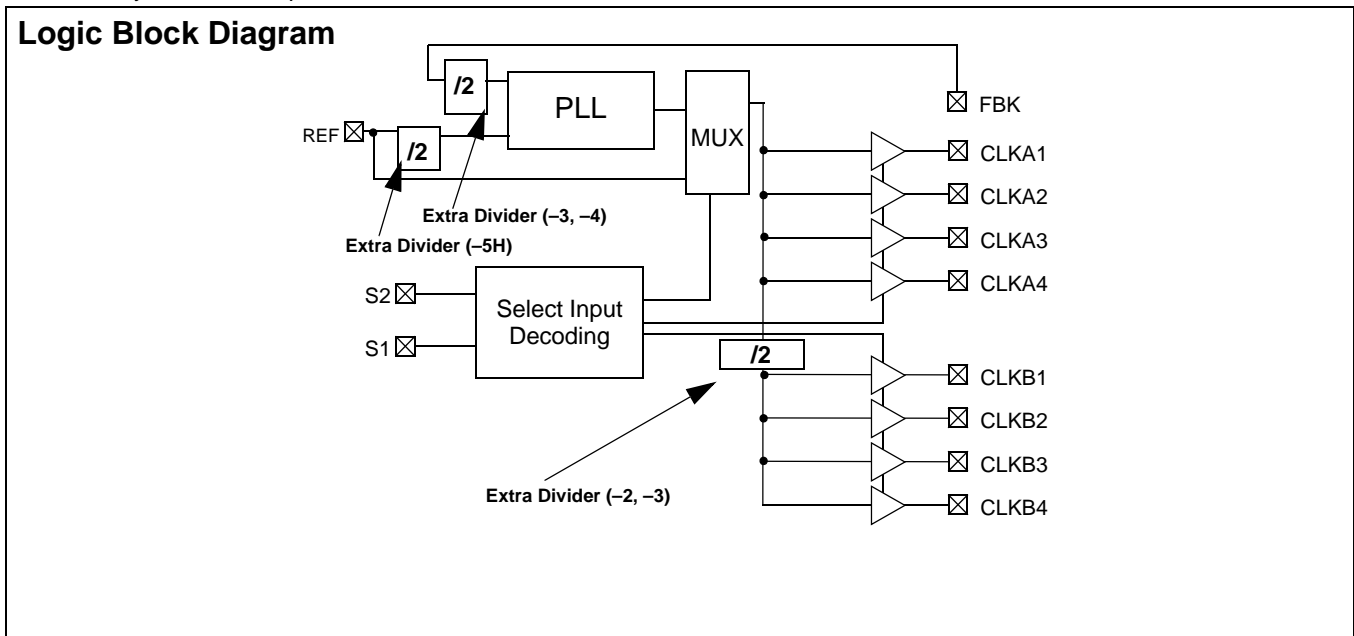 Logic Block Diagram
/2
PLL
MUX
FBK
REF
/2
CLKA1
CLKA2
Extra Divider (–3, –4)
Extra Divider (–5H)
CLKA3
CLKA4
S2
Select Input
Decoding
S1
/2
CLKB1
CLKB2
CLKB3
Extra Divider (–2, –3)
CLKB4